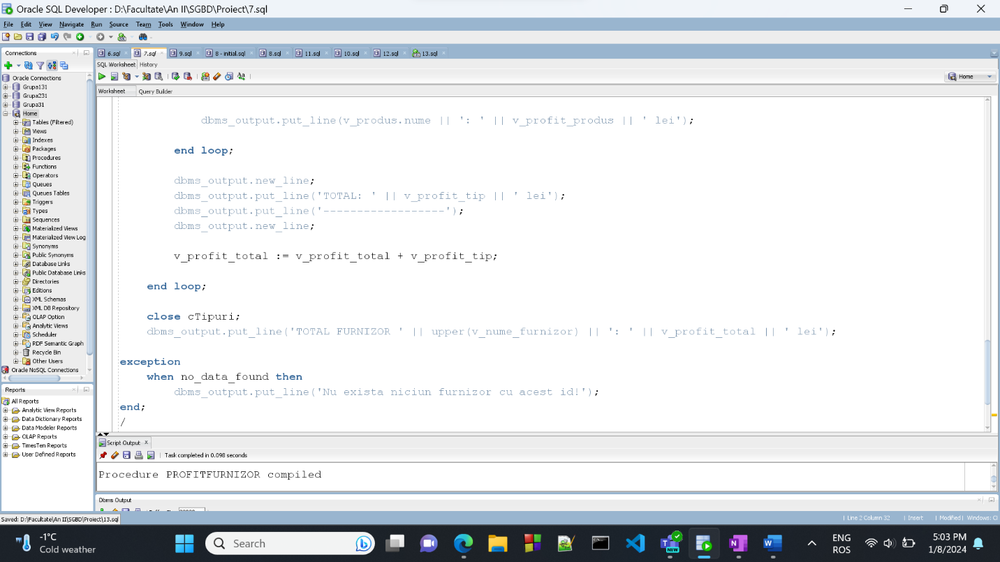 Oracle SQL Developer : D:\Facultate\An II\SGBD\Proiect\7.sql
File Edit View Navigate Run Source Team Tools Window Help
Connections
6.sql 7.sql 9.sql 8 - initial.sql 8.sql 11.sql 10.sql 12.sql 13.sql
SQL Worksheet History
Home
Worksheet Query Builder
Oracle Connections
Grupa131
Grupa231
Grupa31
Home
Tables (Filtered)
Views
Indexes
Packages
Procedures
Functions
Operators
Queues
Queues Tables
Triggers
Types
Sequences
Materialized Views
Materialized View Log
Synonyms
Public Synonyms
Database Links
Public Database Links
Directories
Editions
XML Schemas
XML DB Repository
OLAP Option
Analytic Views
Scheduler
RDF Semantic Graph
Recycle Bin
Other Users
Oracle NoSQL Connections
Reports
All Reports
Analytic View Reports
Data Dictionary Reports
Data Modeler Reports
OLAP Reports
TimesTen Reports
User Defined Reports
dbms_output.put_line(v_produs.nume || ': ' || v_profit_produs || ' lei');
end loop;
dbms_output.new_line;
dbms_output.put_line('TOTAL: ' || v_profit_tip || ' lei');
dbms_output.put_line('------------------');
dbms_output.new_line;
v_profit_total := v_profit_total + v_profit_tip;
end loop;
close cTipuri;
dbms_output.put_line('TOTAL FURNIZOR ' || upper(v_nume_furnizor) || ': ' || v_profit_total || ' lei');
exception
when no_data_found then
dbms_output.put_line('Nu exista niciun furnizor cu acest id!');
end;
/
Script Output
Task completed in 0.098 seconds
Procedure PROFITFURNIZOR compiled
Dbms Output
Saved: D:\Facultate\An II\SGBD\Proiect\13.sql
Line 2 Column 32 | Insert | Modified | Windows: Cl
-1°C
Cold weather
Search
NEW
ENG
ROS
5:03 PM
1/8/2024